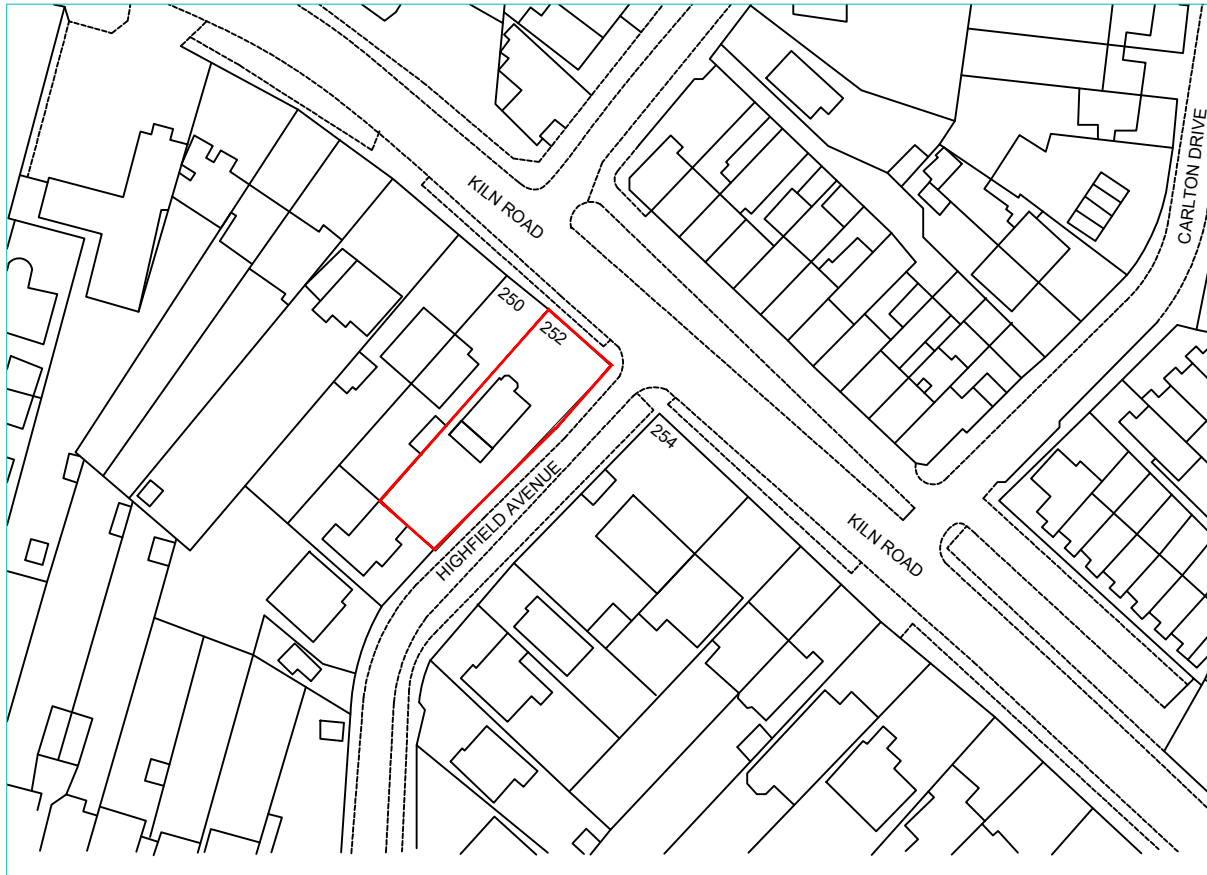 CARLTON DRIVE
KILN ROAD
250
252
254
HIGHFIELD AVENUE
KILN ROAD